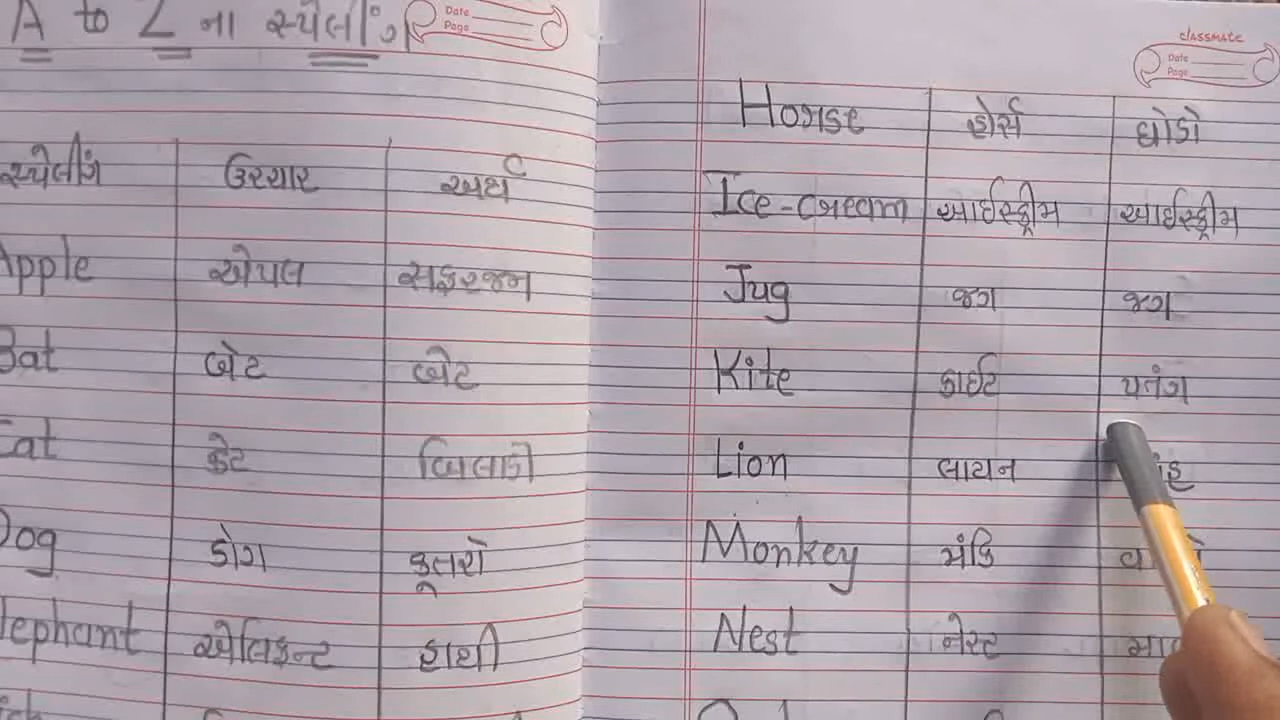 A to Z ના સ્પેલીંગ
Date
Page
સ્પેલીંગ ઉચ્ચાર અર્થ
Apple એપલ સફરજન
Bat બેટ બેટ
Cat કેટ બિલાડી
Dog ડોગ કૂતરો
lephant એલિફન્ટ હાથી
classmate
Date
Page
Horse હોર્સ ઘોડો
Ice-cream આઈસ્ક્રીમ આઈસ્ક્રીમ
Jug જગ જગ
Kite કાઈટ પતંગ
Lion લાયન
Monkey મંકિ
Nest નેસ્ટ